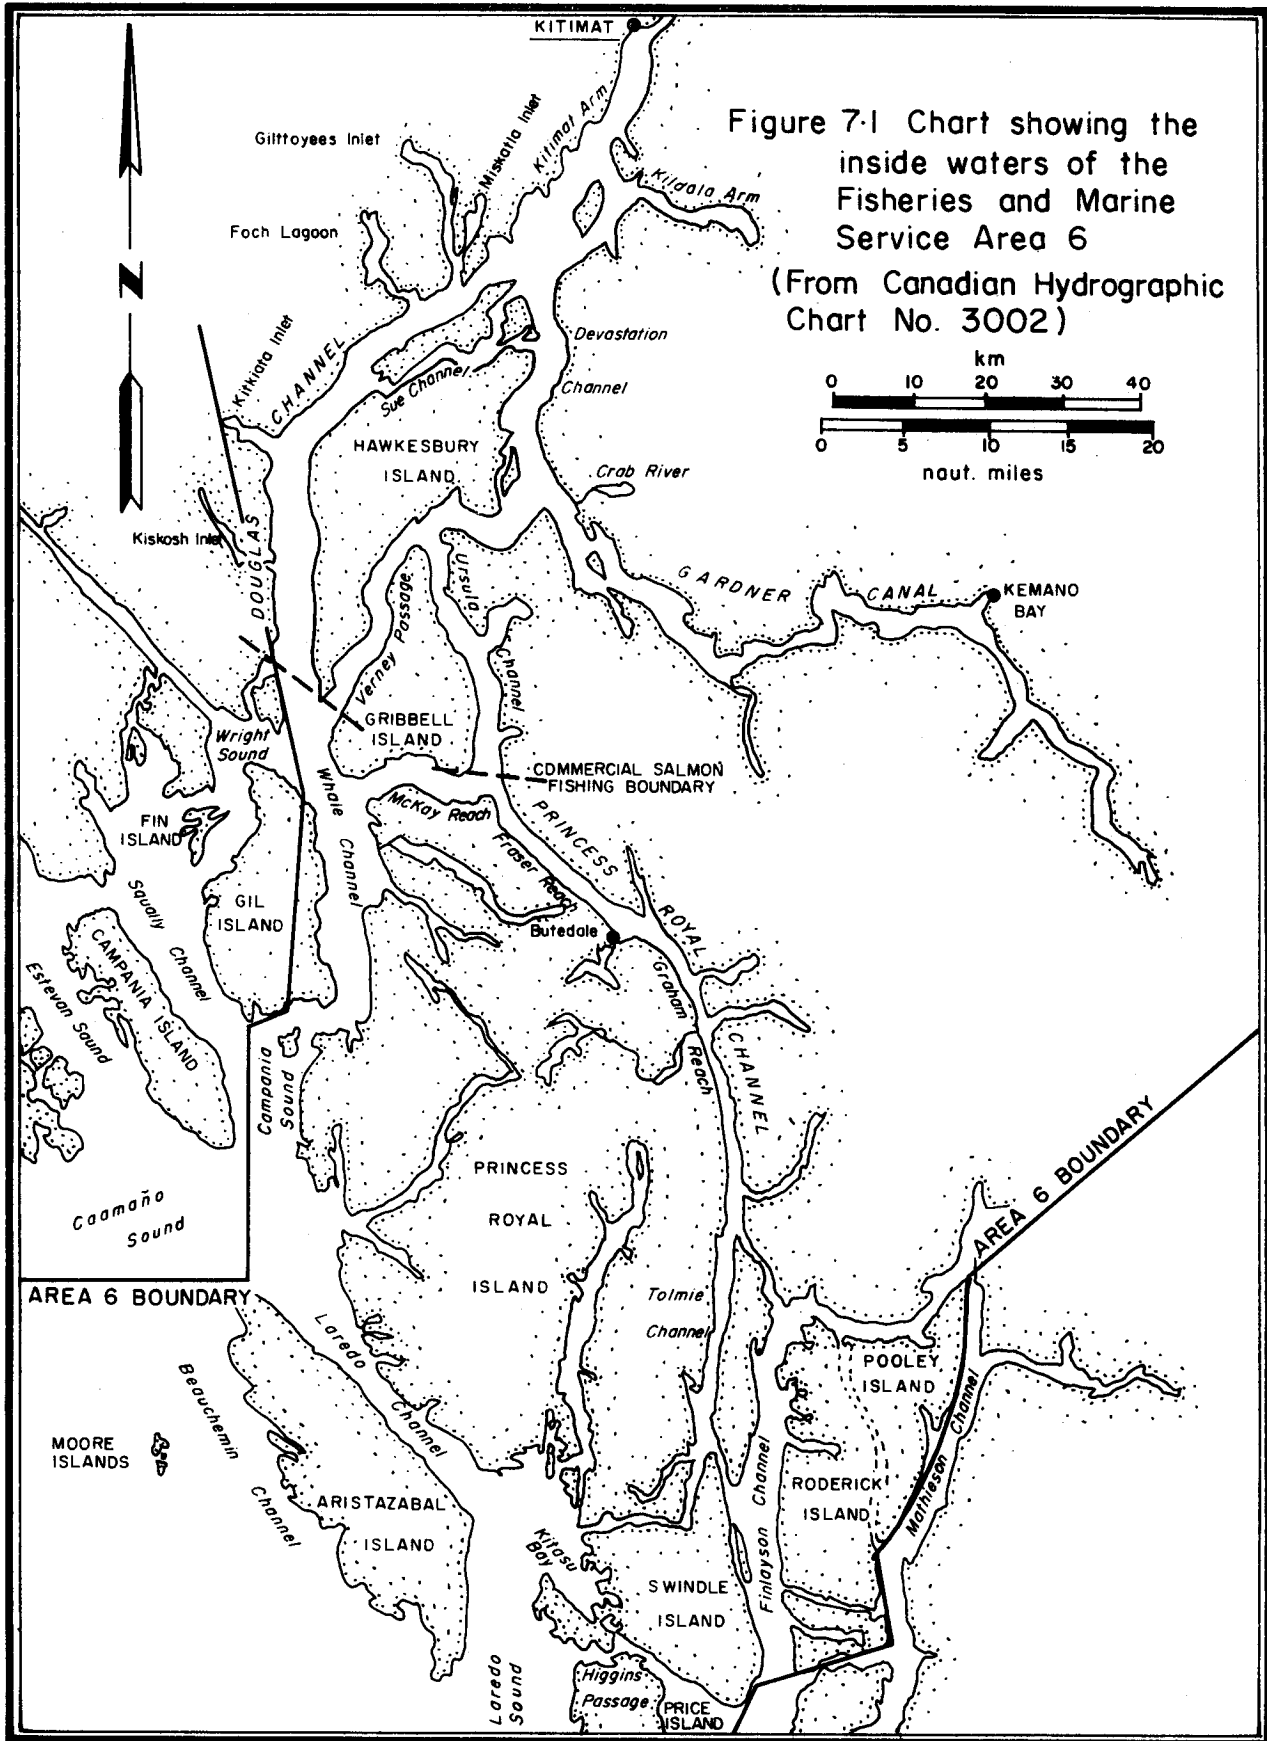 KITIMAT
Figure 7·1 Chart showing the
inside waters of the
Fisheries and Marine
Service Area 6
(From Canadian Hydrographic
Chart No. 3002)
km
0 10 20 30 40
0 5 10 15 20
naut. miles
N
Gilttoyees Inlet
Miskatla Inlet
Kitimat Arm
Kildala Arm
Foch Lagoon
Kitkiata Inlet
CHANNEL
Sue Channel
Devastation
Channel
HAWKESBURY
ISLAND
Crab River
Kiskosh Inlet
DOUGLAS
Ursula
Channel
Verney Passage
GARDNER CANAL
KEMANO
BAY
GRIBBELL
ISLAND
Wright
Sound
COMMERCIAL SALMON
FISHING BOUNDARY
Whale Channel
McKay Reach
Fraser Reach
PRINCESS ROYAL CHANNEL
FIN
ISLAND
Squally Channel
GIL
ISLAND
Butedale
Graham
Reach
CAMPANIA ISLAND
Estevan Sound
Campania
Sound
Caamaño
Sound
PRINCESS
ROYAL
ISLAND
AREA 6 BOUNDARY
AREA 6 BOUNDARY
Laredo Channel
Tolmie
Channel
POOLEY
ISLAND
Mathieson Channel
Beauchemin Channel
MOORE
ISLANDS
ARISTAZABAL
ISLAND
RODERICK
ISLAND
Finlayson Channel
Kitasu
Bay
SWINDLE
ISLAND
Laredo
Sound
Higgins
Passage
PRICE
ISLAND